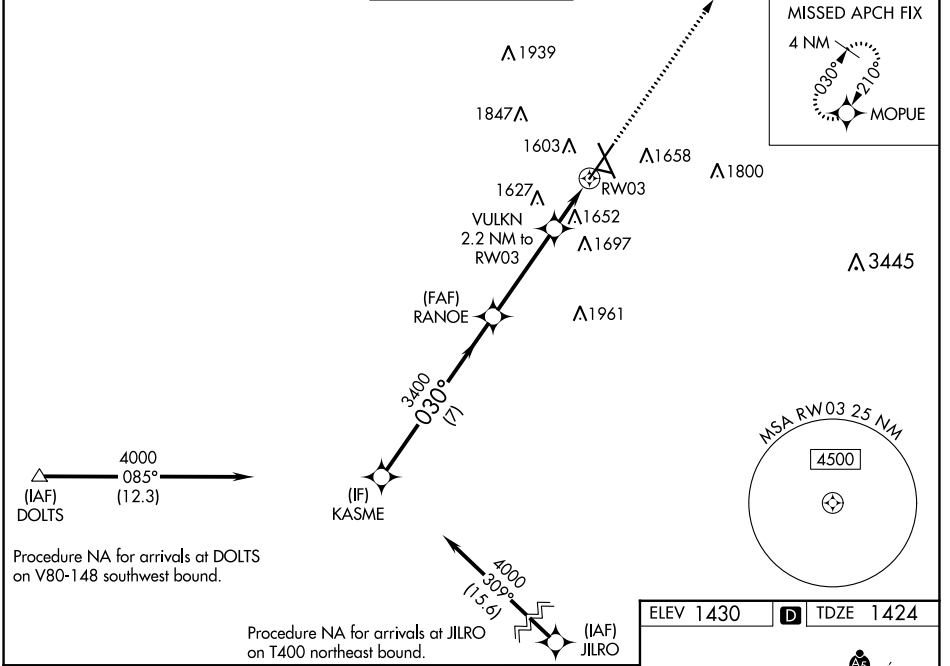 MISSED APCH FIX
4 NM
030°
210°
MOPUE
1939
1847
1603
1658
1800
RW03
1627
VULKN
2.2 NM to
RW03
1652
1697
3445
(FAF)
RANOE
1961
3400
030°
(7)
MSA RW03 25 NM
4500
4000
085°
(12.3)
(IAF)
DOLTS
(IF)
KASME
Procedure NA for arrivals at DOLTS
on V80-148 southwest bound.
4000
309°
(15.6)
Procedure NA for arrivals at JILRO
on T400 northeast bound.
(IAF)
JILRO
ELEV 1430
D
TDZE 1424